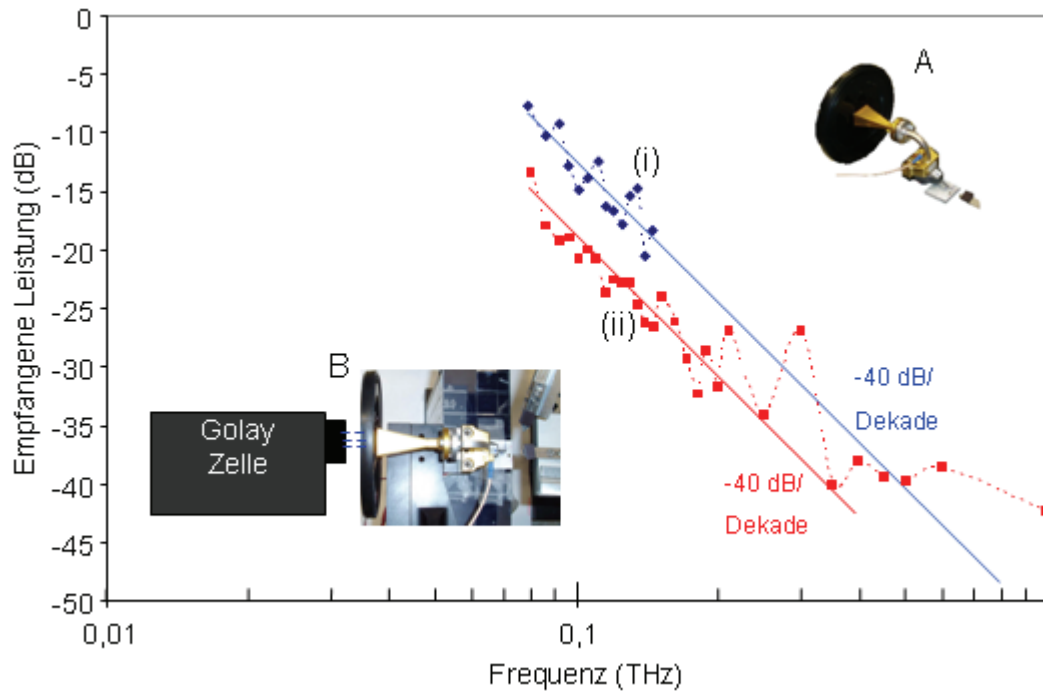 Empfangene Leistung (dB)
0
-5
-10
-15
-20
-25
-30
-35
-40
-45
-50
0,01
0,1
Frequenz (THz)
A
(i)
(ii)
B
Golay
Zelle
-40 dB/
Dekade
-40 dB/
Dekade